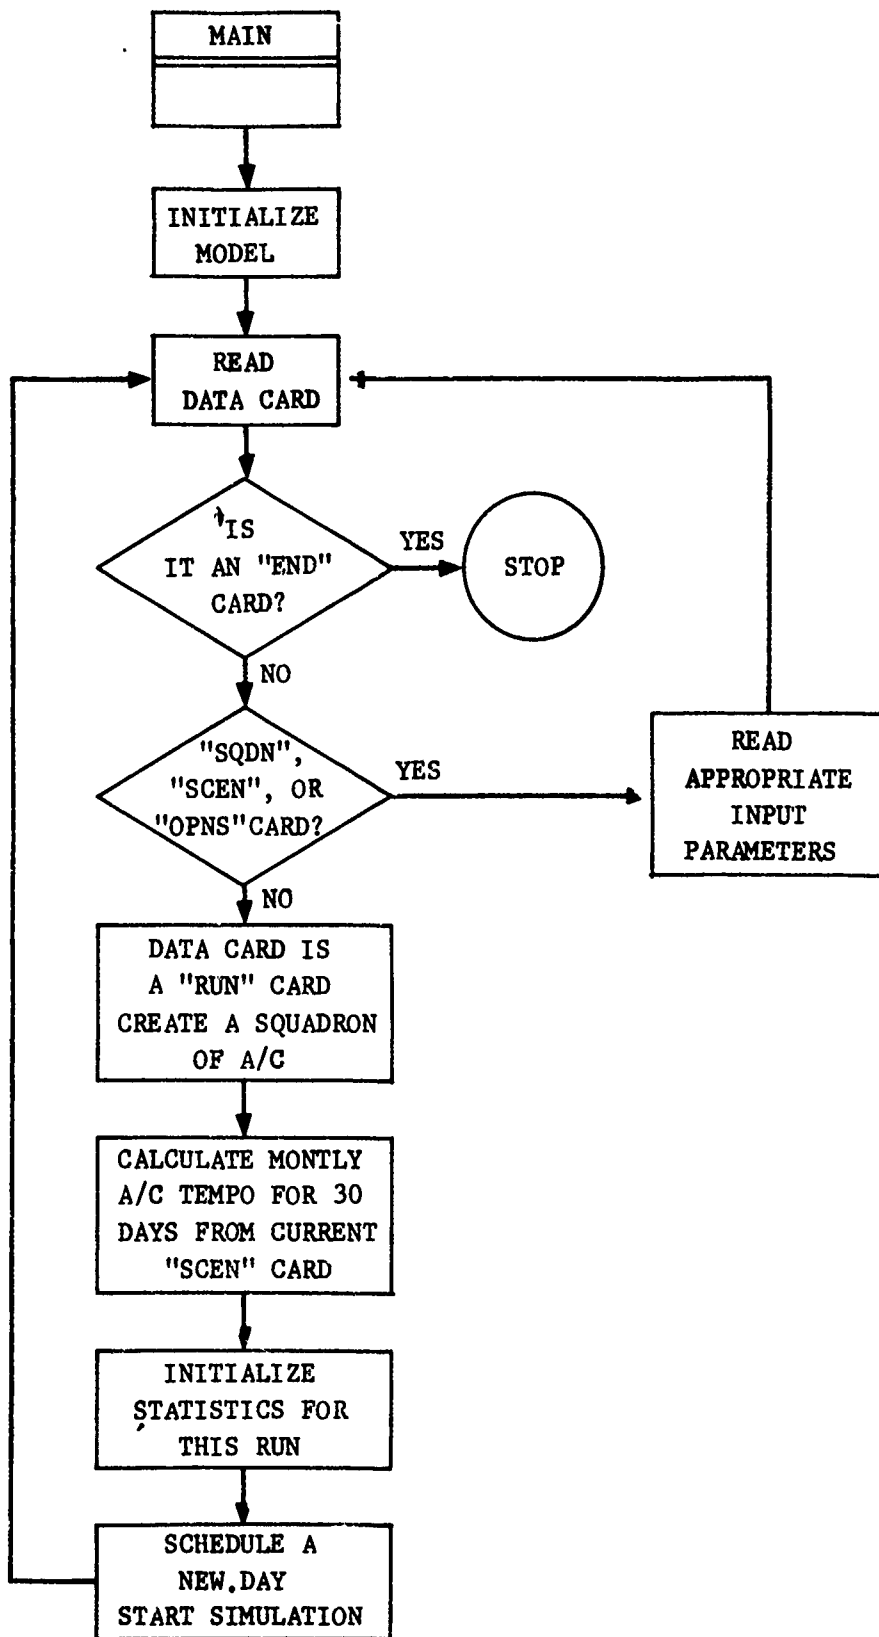 MAIN
INITIALIZE
MODEL
READ
DATA CARD
IS
IT AN "END"
CARD?
YES
STOP
NO
"SQDN",
"SCEN", OR
"OPNS" CARD?
YES
READ
APPROPRIATE
INPUT
PARAMETERS
NO
DATA CARD IS
A "RUN" CARD
CREATE A SQUADRON
OF A/C
CALCULATE MONTLY
A/C TEMPO FOR 30
DAYS FROM CURRENT
"SCEN" CARD
INITIALIZE
STATISTICS FOR
THIS RUN
SCHEDULE A
NEW.DAY
START SIMULATION